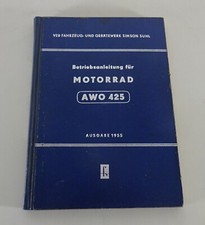 VEB FAHRZEUG- UND GERÄTEWERK SIMSON SUHL
Betriebsanleitung für
MOTORRAD
AWO 425
AUSGABE 1955